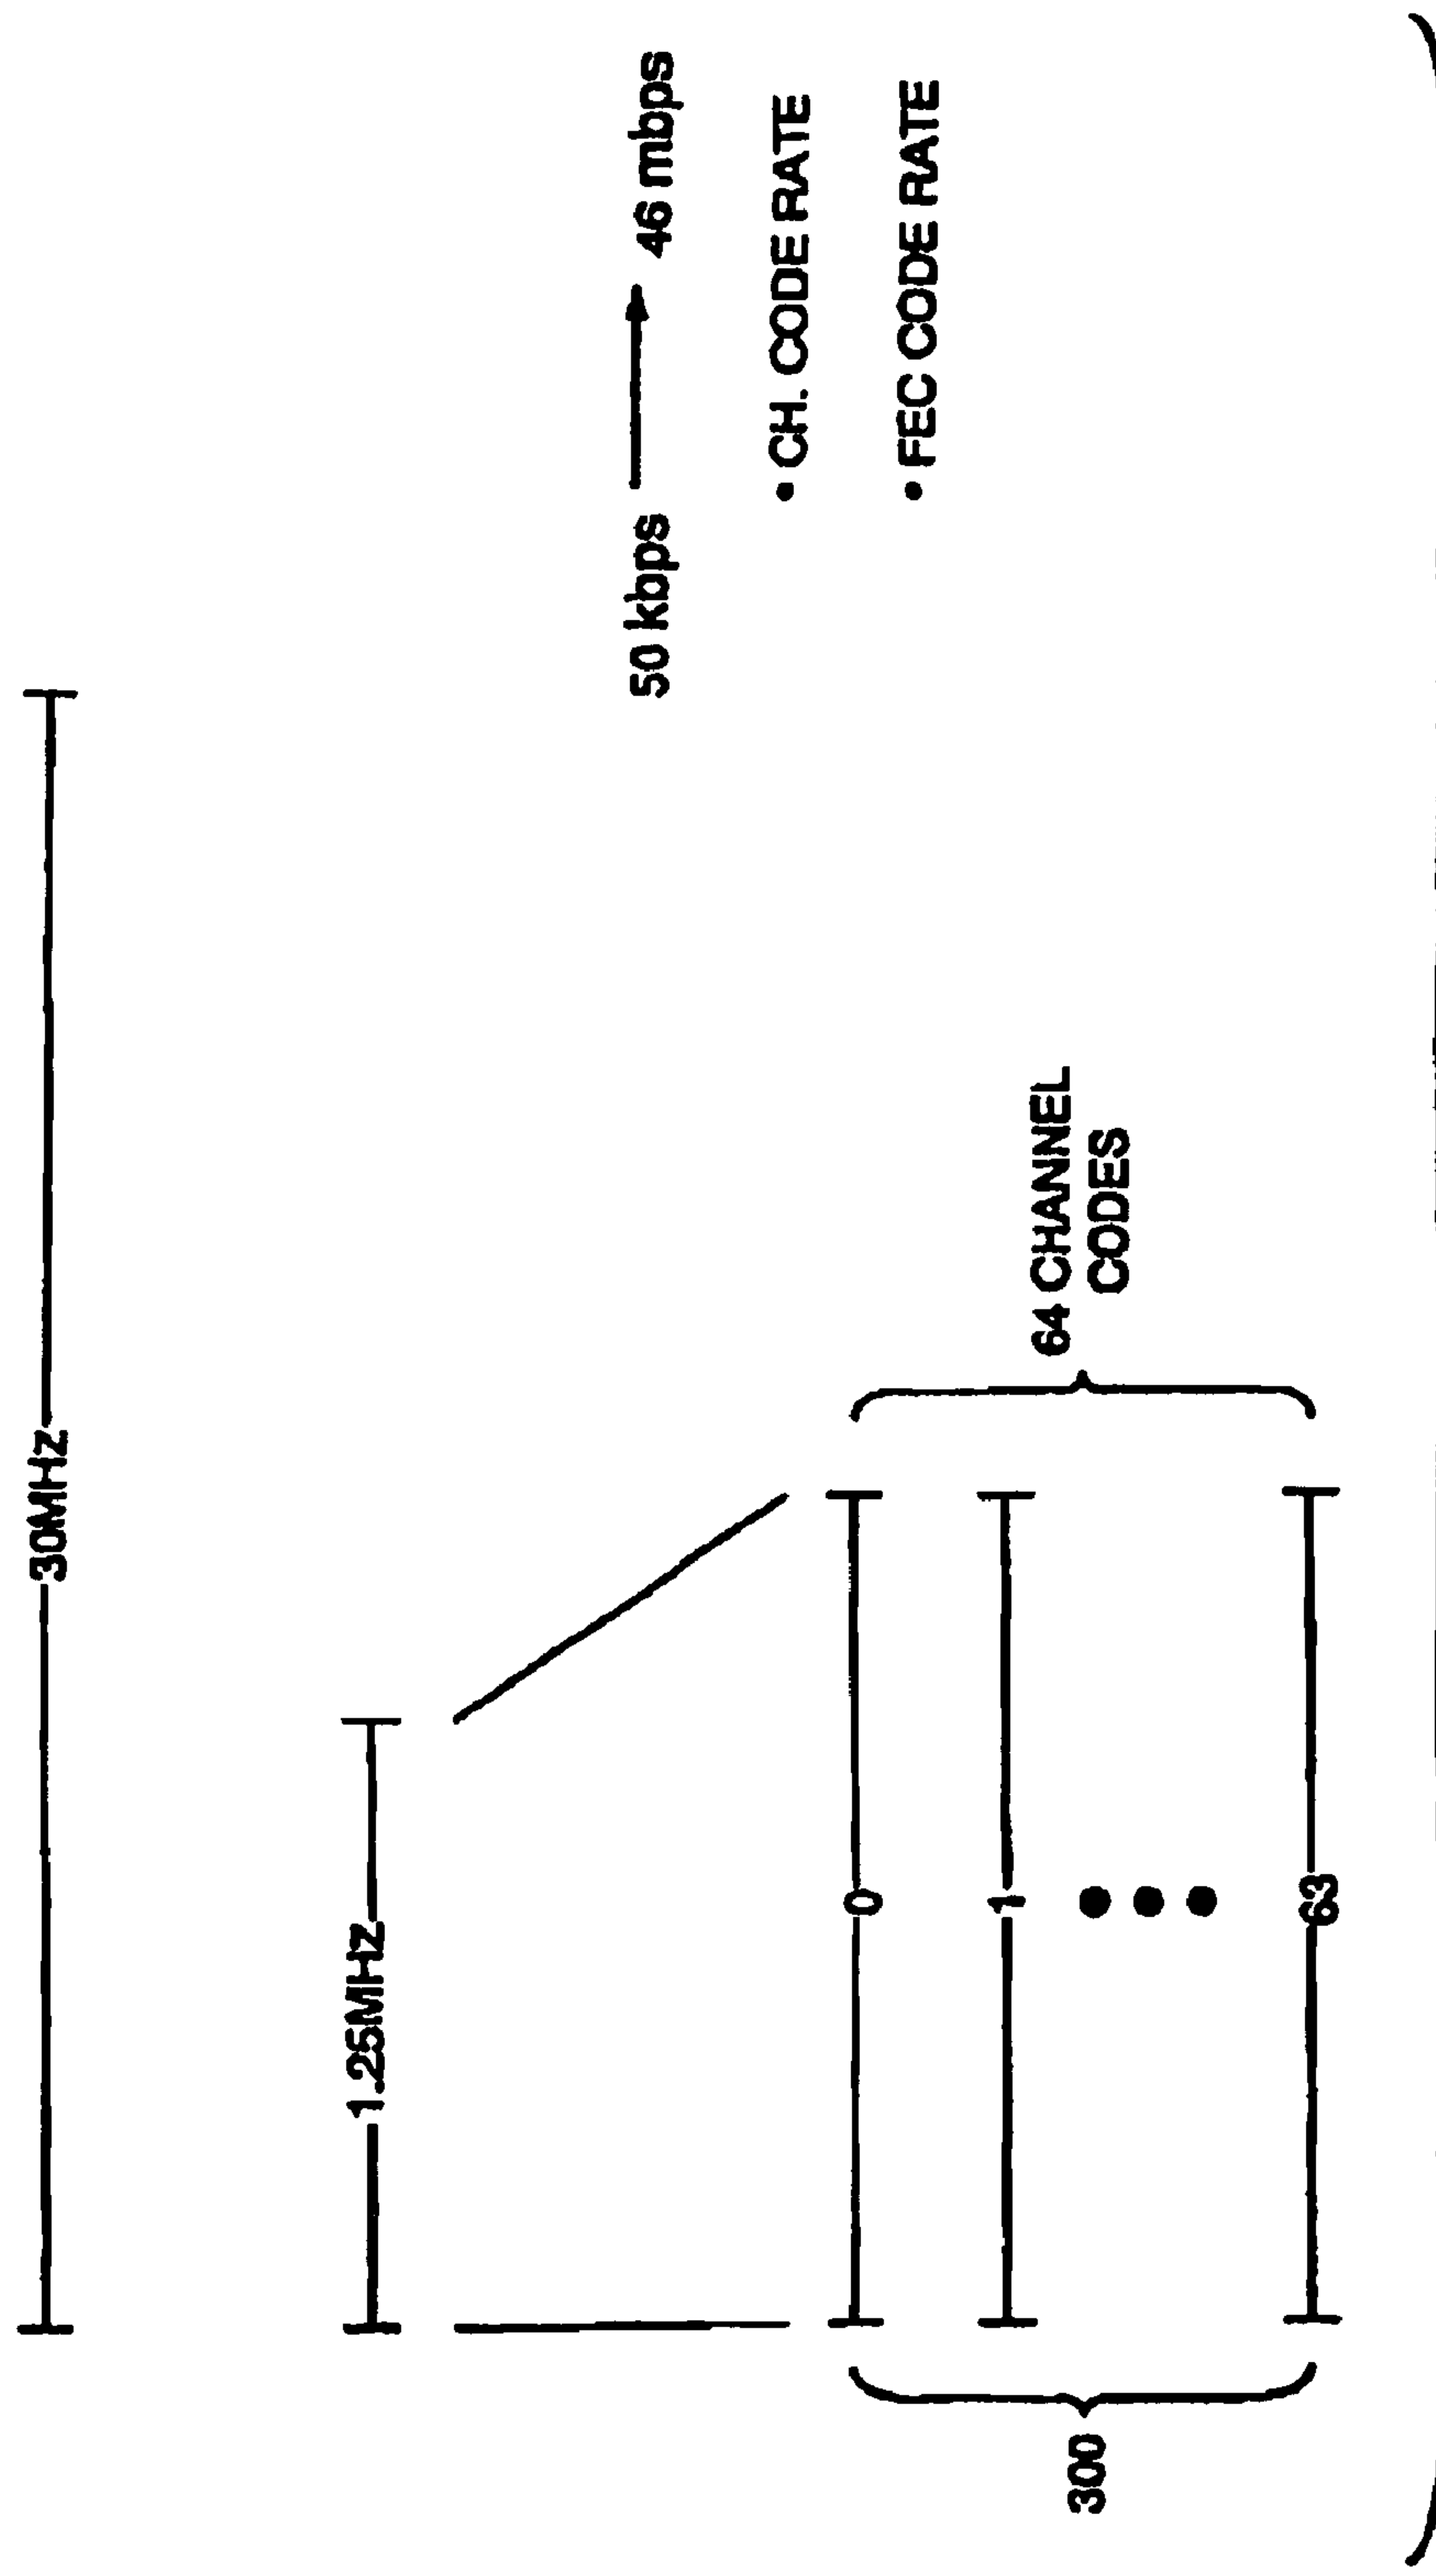 30MHz
1.25MHz
50 kbps 46 mbps
• CH. CODE RATE
• FEC CODE RATE
0
1
63
300
64 CHANNEL
CODES